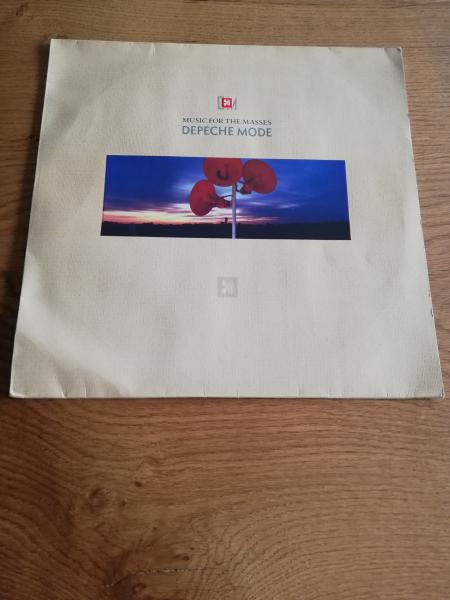 MUSIC FOR THE MASSES
DEPECHE MODE